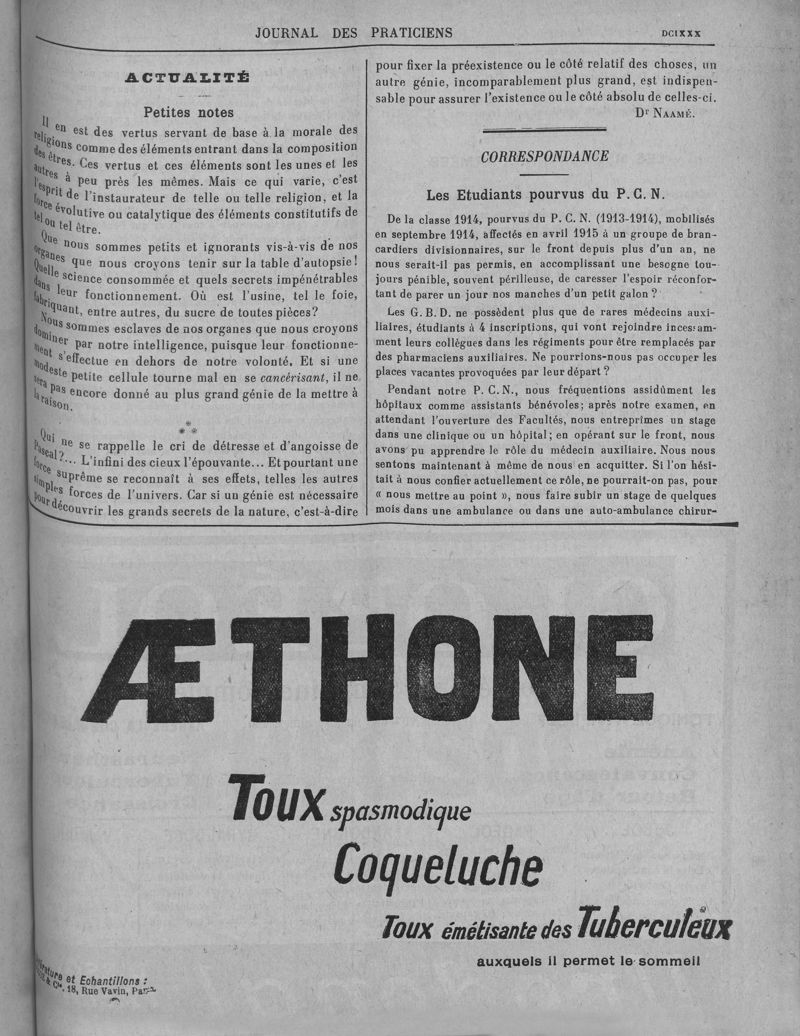 JOURNAL DES PRATICIENS
DCIXXX
ACTUALITÉ
Petites notes
Il en est des vertus servant de base à la morale des
religions comme des éléments entrant dans la composition
des êtres. Ces vertus et ces éléments sont les unes et les
autres à peu près les mêmes. Mais ce qui varie, c'est
l'esprit de l'instaurateur de telle ou telle religion, et la
force évolutive ou catalytique des éléments constitutifs de
tel ou tel être.
Que nous sommes petits et ignorants vis-à-vis de nos
organes que nous croyons tenir sur la table d'autopsie!
Quelle science consommée et quels secrets impénétrables
dans leur fonctionnement. Où est l'usine, tel le foie,
fabriquant, entre autres, du sucre de toutes pièces?
Nous sommes esclaves de nos organes que nous croyons
dominer par notre intelligence, puisque leur fonctionne-
ment s'effectue en dehors de notre volonté. Et si une
modeste petite cellule tourne mal en se cancérisant, il ne
sera pas encore donné au plus grand génie de la mettre à
la raison.
*
* *
Qui ne se rappelle le cri de détresse et d'angoisse de
Pascal?... L'infini des cieux l'épouvante... Et pourtant une
force suprême se reconnaît à ses effets, telles les autres
simples forces de l'univers. Car si un génie est nécessaire
pour découvrir les grands secrets de la nature, c'est-à-dire
pour fixer la préexistence ou le côté relatif des choses, un
autre génie, incomparablement plus grand, est indispen-
sable pour assurer l'existence ou le côté absolu de celles-ci.
Dr NAAMÉ.
CORRESPONDANCE
Les Etudiants pourvus du P. C. N.
De la classe 1914, pourvus du P. C. N. (1913-1914), mobilisés
en septembre 1914, affectés en avril 1915 à un groupe de bran-
cardiers divisionnaires, sur le front depuis plus d'un an, ne
nous serait-il pas permis, en accomplissant une besogne tou-
jours pénible, souvent périlleuse, de caresser l'espoir réconfor-
tant de parer un jour nos manches d'un petit galon?
Les G. B. D. ne possèdent plus que de rares médecins auxi-
liaires, étudiants à 4 inscriptions, qui vont rejoindre incessam-
ment leurs collègues dans les régiments pour être remplacés par
des pharmaciens auxiliaires. Ne pourrions-nous pas occuper les
places vacantes provoquées par leur départ?
Pendant notre P. C. N., nous fréquentions assidûment les
hôpitaux comme assistants bénévoles; après notre examen, en
attendant l'ouverture des Facultés, nous entreprîmes un stage
dans une clinique ou un hôpital; en opérant sur le front, nous
avons pu apprendre le rôle du médecin auxiliaire. Nous nous
sentons maintenant à même de nous en acquitter. Si l'on hési-
tait à nous confier actuellement ce rôle, ne pourrait-on pas, pour
« nous mettre au point », nous faire subir un stage de quelques
mois dans une ambulance ou dans une auto-ambulance chirur-
ÆTHONE
Toux spasmodique
Coqueluche
Toux émétisante des Tuberculeux
auxquels il permet le sommeil
et Echantillons :
18, Rue Vavin, Paris